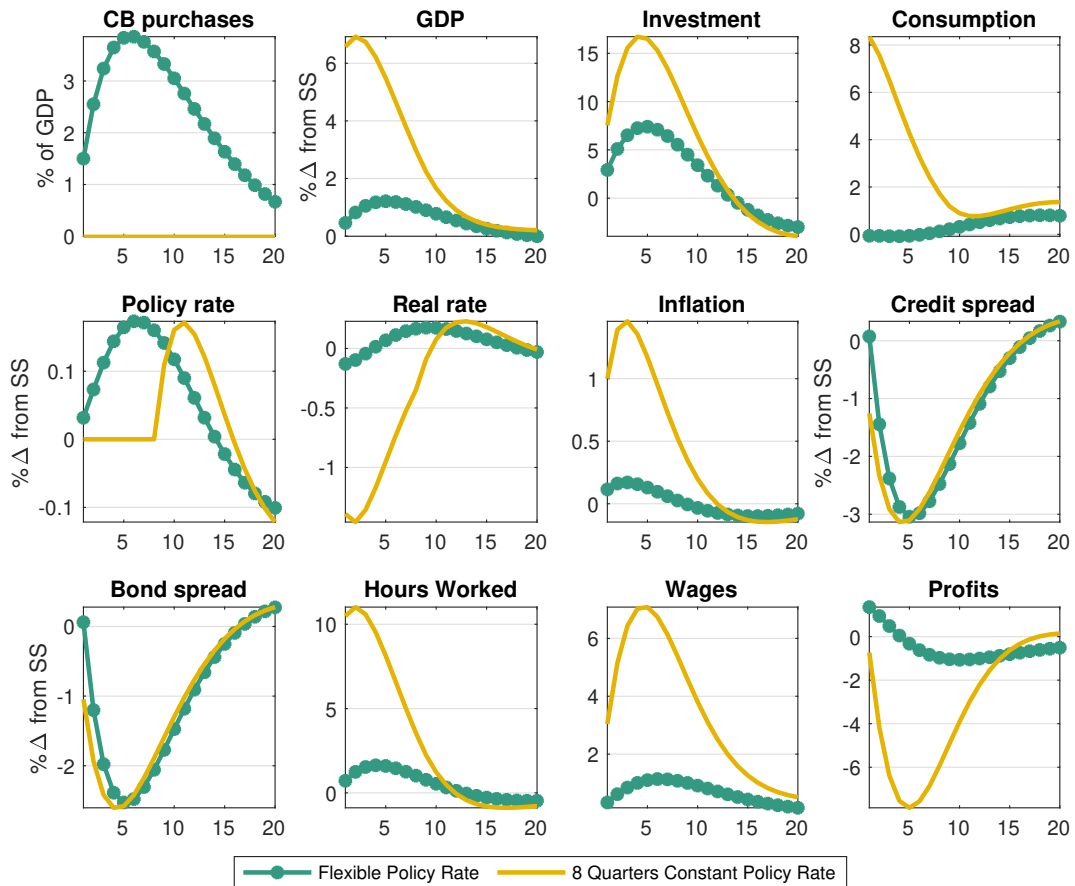 CB purchases
GDP
Investment
Consumption
% of GDP
3
2
1
0
5 10 15 20
% Δ from SS
6
4
2
0
5 10 15 20
15
10
5
0
5 10 15 20
8
6
4
2
0
5 10 15 20
Policy rate
Real rate
Inflation
Credit spread
% Δ from SS
0.1
0
-0.1
5 10 15 20
0
-0.5
-1
5 10 15 20
1
0.5
0
5 10 15 20
% Δ from SS
0
-1
-2
-3
5 10 15 20
Bond spread
Hours Worked
Wages
Profits
% Δ from SS
0
-1
-2
5 10 15 20
10
5
0
5 10 15 20
6
4
2
5 10 15 20
0
-2
-4
-6
5 10 15 20
Flexible Policy Rate
8 Quarters Constant Policy Rate